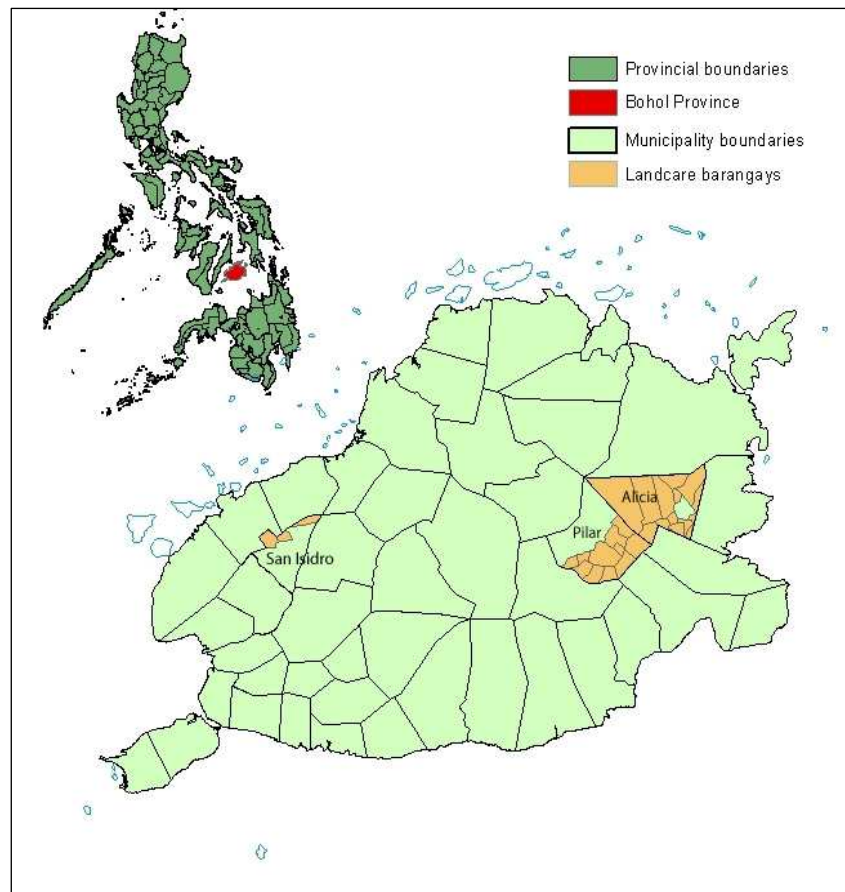 Provincial boundaries
Bohol Province
Municipality boundaries
Landcare barangays
Alicia
Pilar
San Isidro